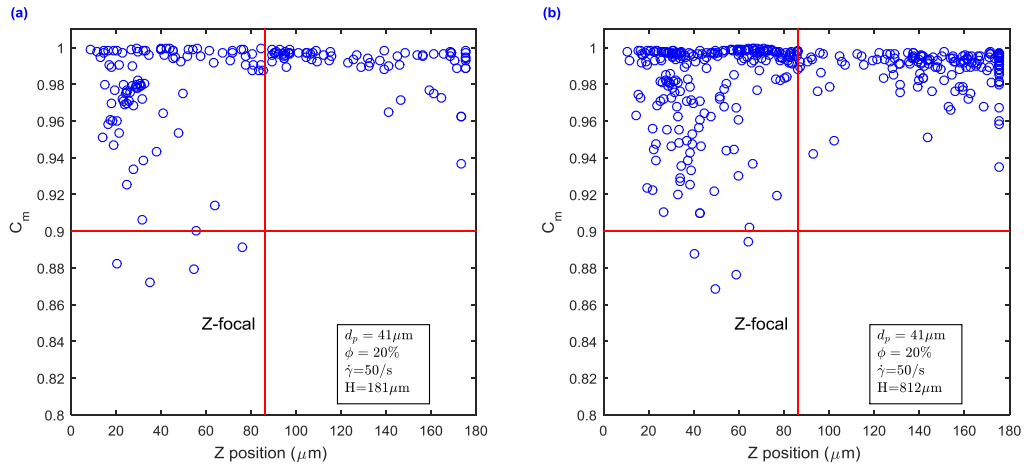 (a)
1
0.98
0.96
0.94
0.92
0.9
0.88
0.86
0.84
0.82
0.8
C_m
Z-focal
d_p = 41μm
ϕ = 20%
γ̇=50/s
H=181μm
0 20 40 60 80 100 120 140 160 180
Z position (μm)
(b)
1
0.98
0.96
0.94
0.92
0.9
0.88
0.86
0.84
0.82
0.8
C_m
Z-focal
d_p = 41μm
ϕ = 20%
γ̇=50/s
H=812μm
0 20 40 60 80 100 120 140 160 180
Z position (μm)